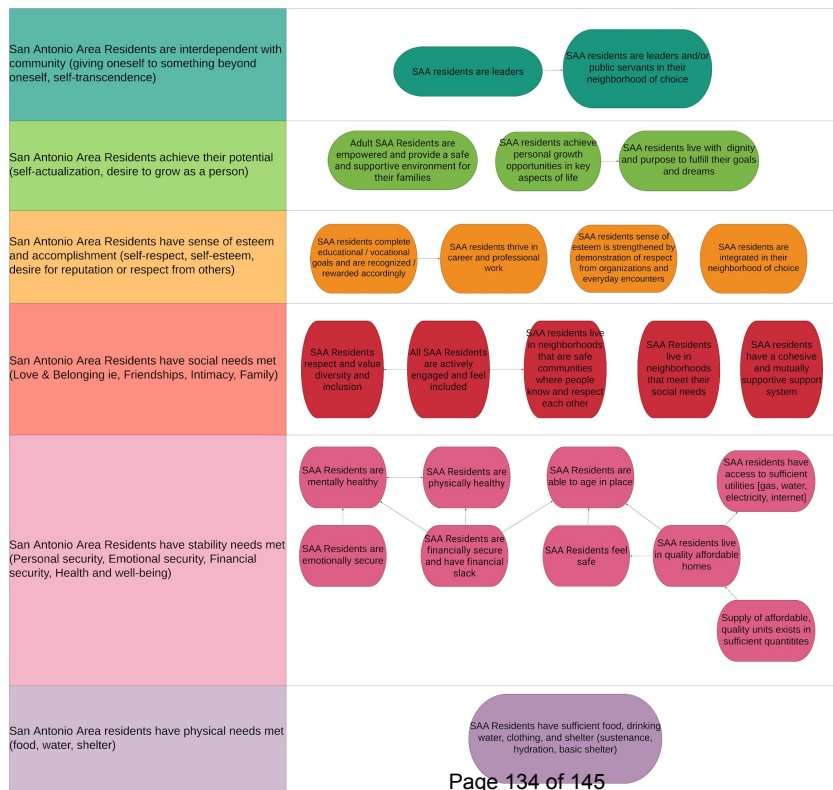 San Antonio Area Residents are interdependent with
community (giving oneself to something beyond
oneself, self-transcendence)
SAA residents are leaders
SAA residents are leaders and/or
public servants in their
neighborhood of choice
San Antonio Area Residents achieve their potential
(self-actualization, desire to grow as a person)
Adult SAA Residents are
empowered and provide a safe
and supportive environment for
their families
SAA residents achieve
personal growth
opportunities in key
aspects of life
SAA residents live with dignity
and purpose to fulfill their goals
and dreams
San Antonio Area Residents have sense of esteem
and accomplishment (self-respect, self-esteem,
desire for reputation or respect from others)
SAA residents complete
educational / vocational
goals and are recognized /
rewarded accordingly
SAA residents thrive in
career and professional
work
SAA residents sense of
esteem is strengthened by
demonstration of respect
from organizations and
everyday encounters
SAA residents are
integrated in their
neighborhood of choice
San Antonio Area Residents have social needs met
(Love & Belonging ie, Friendships, Intimacy, Family)
SAA Residents
respect and value
diversity and
inclusion
All SAA Residents
are actively
engaged and feel
included
SAA residents live
in neighborhoods
that are safe
communities
where people
know and respect
each other
SAA Residents
live in
neighborhoods
that meet their
social needs
SAA residents
have a cohesive
and mutually
supportive support
system
San Antonio Area Residents have stability needs met
(Personal security, Emotional security, Financial
security, Health and well-being)
SAA Residents are
mentally healthy
SAA Residents are
physically healthy
SAA Residents are
able to age in place
SAA residents have
access to sufficient
utilities [gas, water,
electricity, internet]
SAA Residents are
emotionally secure
SAA Residents are
financially secure
and have financial
slack
SAA Residents feel
safe
SAA residents live
in quality affordable
homes
Supply of affordable,
quality units exists in
sufficient quantitites
San Antonio Area residents have physical needs met
(food, water, shelter)
SAA Residents have sufficient food, drinking
water, clothing, and shelter (sustenance,
hydration, basic shelter)
Page 134 of 145